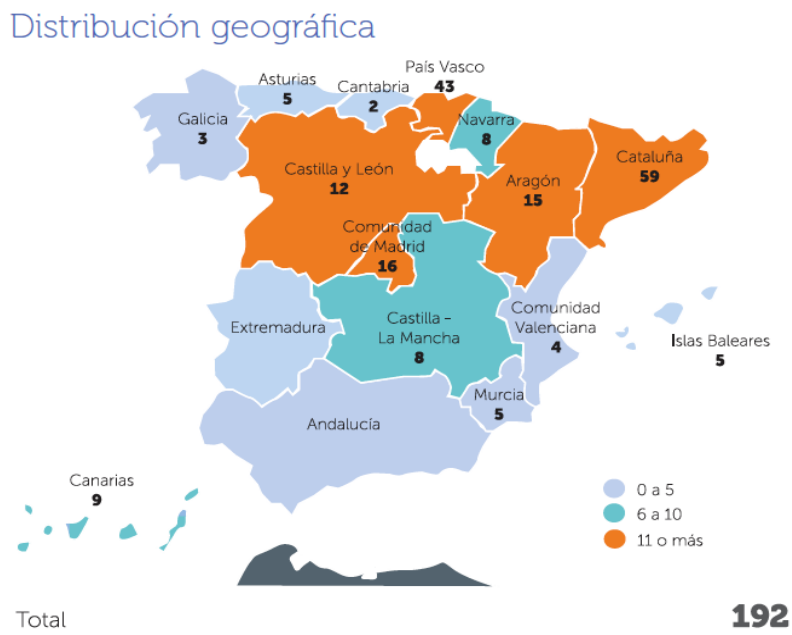 Distribución geográfica
País Vasco
43
Asturias
5
Cantabria
2
Galicia
3
Navarra
8
Castilla y León
12
Aragón
15
Cataluña
59
Comunidad
de Madrid
16
Extremadura
Castilla -
La Mancha
8
Comunidad
Valenciana
4
Islas Baleares
5
Murcia
5
Andalucía
Canarias
9
0 a 5
6 a 10
11 o más
Total
192